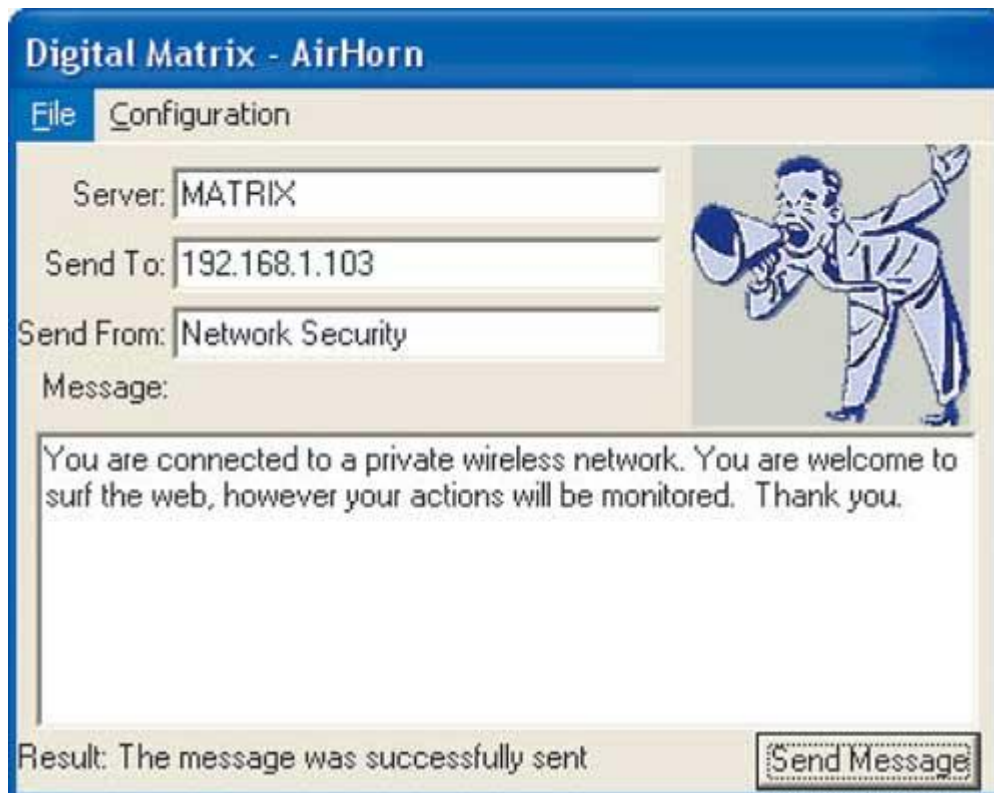 Digital Matrix - AirHorn
File Configuration
Server: MATRIX
Send To: 192.168.1.103
Send From: Network Security
Message:
You are connected to a private wireless network. You are welcome to
surf the web, however your actions will be monitored.  Thank you.
Result: The message was successfully sent
Send Message